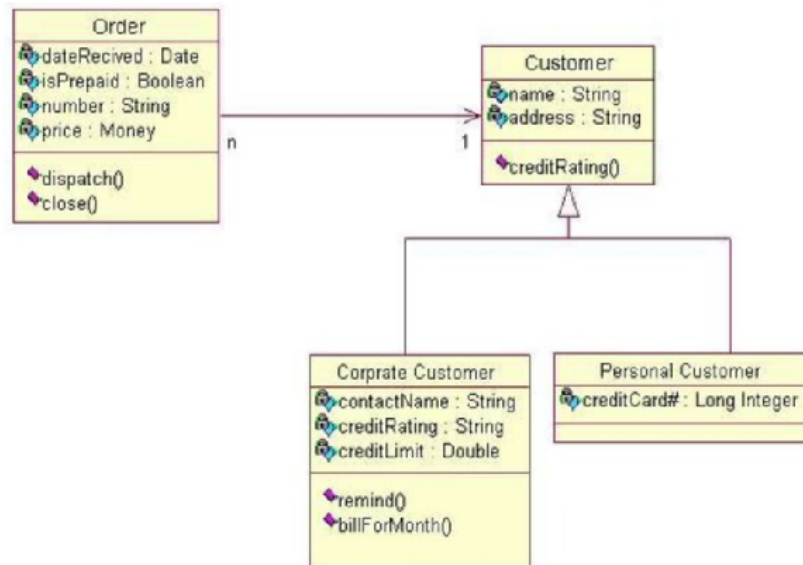 Order
dateRecived : Date
isPrepaid : Boolean
number : String
price : Money
dispatch()
close()
n
1
Customer
name : String
address : String
creditRating()
Corprate Customer
contactName : String
creditRating : String
creditLimit : Double
remind()
billForMonth()
Personal Customer
creditCard# : Long Integer